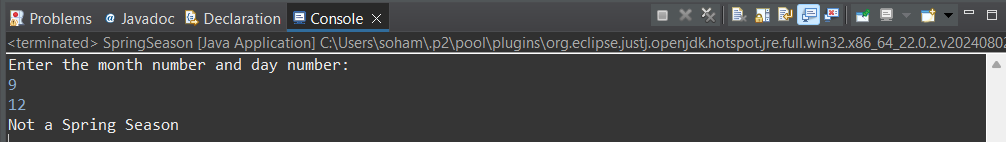 Problems @ Javadoc Declaration Console ×
<terminated> SpringSeason [Java Application] C:\Users\soham\.p2\pool\plugins\org.eclipse.justj.openjdk.hotspot.jre.full.win32.x86_64_22.0.2.v20240802
Enter the month number and day number:
9
12
Not a Spring Season